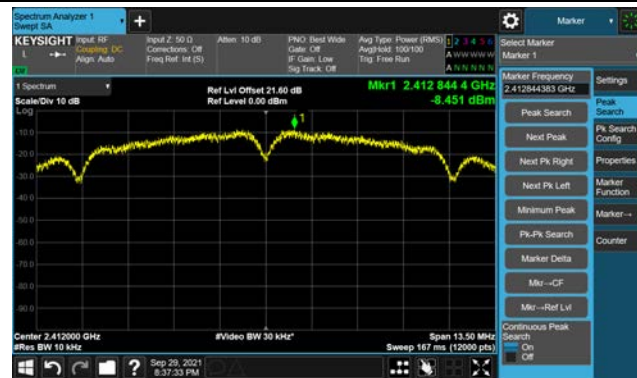 Spectrum Analyzer 1
Swept SA
Marker
KEYSIGHT
L
Input: RF
Coupling: DC
Align: Auto
Input Z: 50 Ω
Corrections: Off
Freq Ref: Int (S)
Atten: 10 dB
PNO: Best Wide
Gate: Off
IF Gain: Low
Sig Track: Off
Avg Type: Power (RMS)
Avg|Hold: 100/100
Trig: Free Run
1 2 3 4 5 6
A W W W W W
A N N N N N
Select Marker
Marker 1
1 Spectrum
Scale/Div 10 dB
Log
Ref Lvl Offset 21.60 dB
Ref Level 0.00 dBm
Mkr1 2.412 844 4 GHz
-8.451 dBm
1
-10.0
-20.0
-30.0
-40.0
-50.0
-60.0
-70.0
-80.0
-90.0
Center 2.412000 GHz
#Res BW 10 kHz
#Video BW 30 kHz*
Span 13.50 MHz
Sweep 167 ms (12000 pts)
Marker Frequency
2.412844383 GHz
Peak Search
Next Peak
Next Pk Right
Next Pk Left
Minimum Peak
Pk-Pk Search
Marker Delta
Mkr→CF
Mkr→Ref Lvl
Continuous Peak
Search
On
Off
Settings
Peak
Search
Pk Search
Config
Properties
Marker
Function
Marker→
Counter
?
Sep 29, 2021
8:37:33 PM